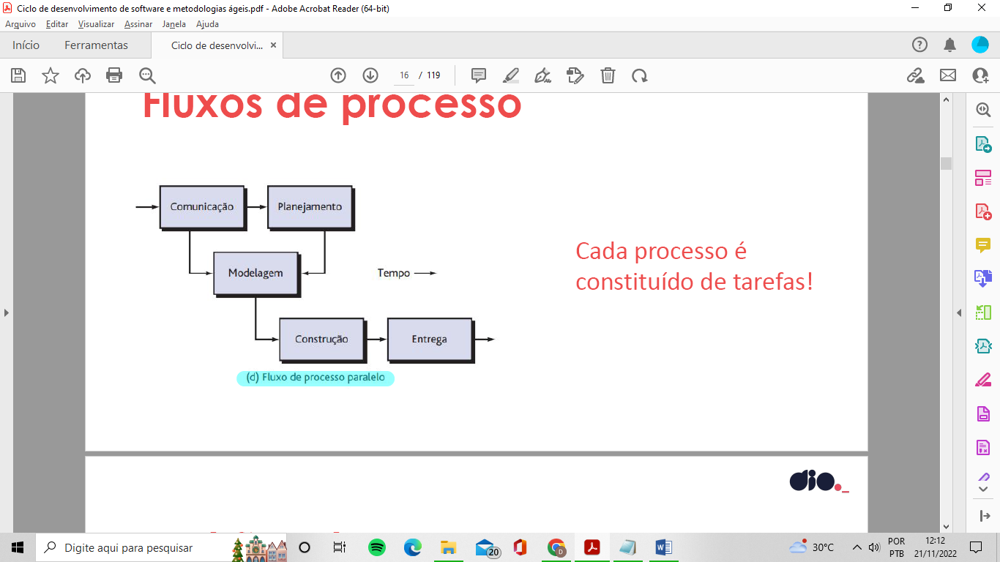 Ciclo de desenvolvimento de software e metodologias ágeis.pdf - Adobe Acrobat Reader (64-bit)
Arquivo Editar Visualizar Assinar Janela Ajuda
Início Ferramentas Ciclo de desenvolvi...
16 / 119
Fluxos de processo
Comunicação Planejamento
Modelagem Tempo
Construção Entrega
(d) Fluxo de processo paralelo
Cada processo é
constituído de tarefas!
dio
Digite aqui para pesquisar
20
D
30°C
POR
PTB
12:12
21/11/2022